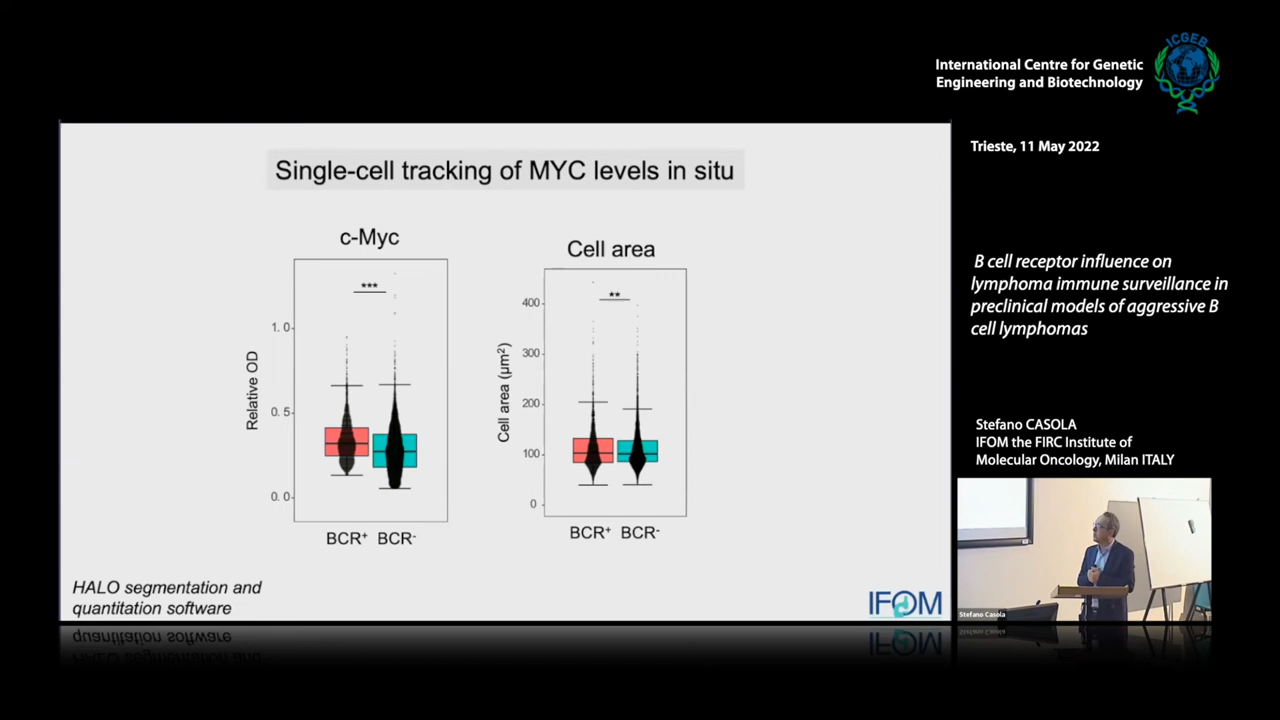 ICGEB
International Centre for Genetic
Engineering and Biotechnology
Trieste, 11 May 2022
Single-cell tracking of MYC levels in situ
c-Myc
***
Relative OD
1. 0
0. 5
0. 0
BCR+ BCR-
Cell area
**
Cell area (µm²)
400
300
200
100
0
BCR+ BCR-
HALO segmentation and
quantitation software
IFOM
B cell receptor influence on
lymphoma immune surveillance in
preclinical models of aggressive B
cell lymphomas
Stefano CASOLA
IFOM the FIRC Institute of
Molecular Oncology, Milan ITALY
Stefano Casola